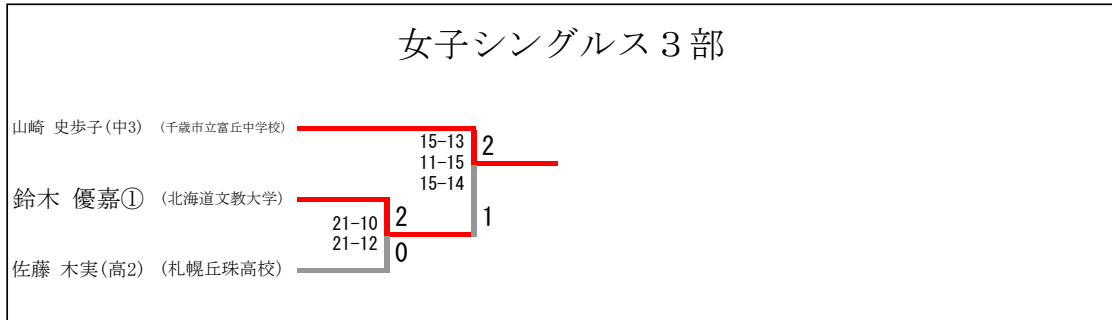 女子シングルス３部
山崎 史歩子(中3) (千歳市立富丘中学校)
15-13
11-15
15-14
2
1
鈴木 優嘉① (北海道文教大学)
21-10
21-12
2
0
佐藤 木実(高2) (札幌丘珠高校)